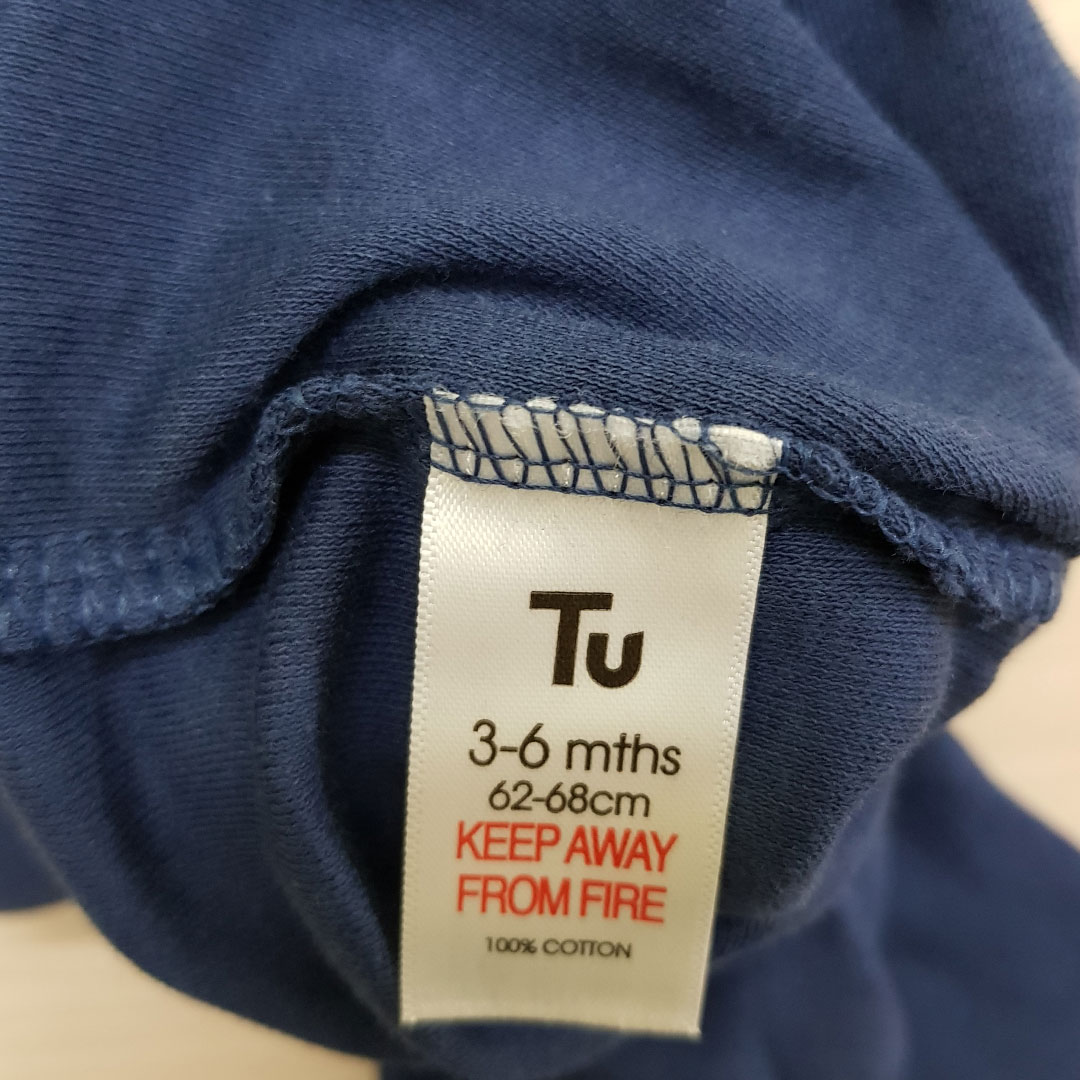 Tu
3-6 mths
62-68cm
KEEP AWAY
FROM FIRE
100% COTTON